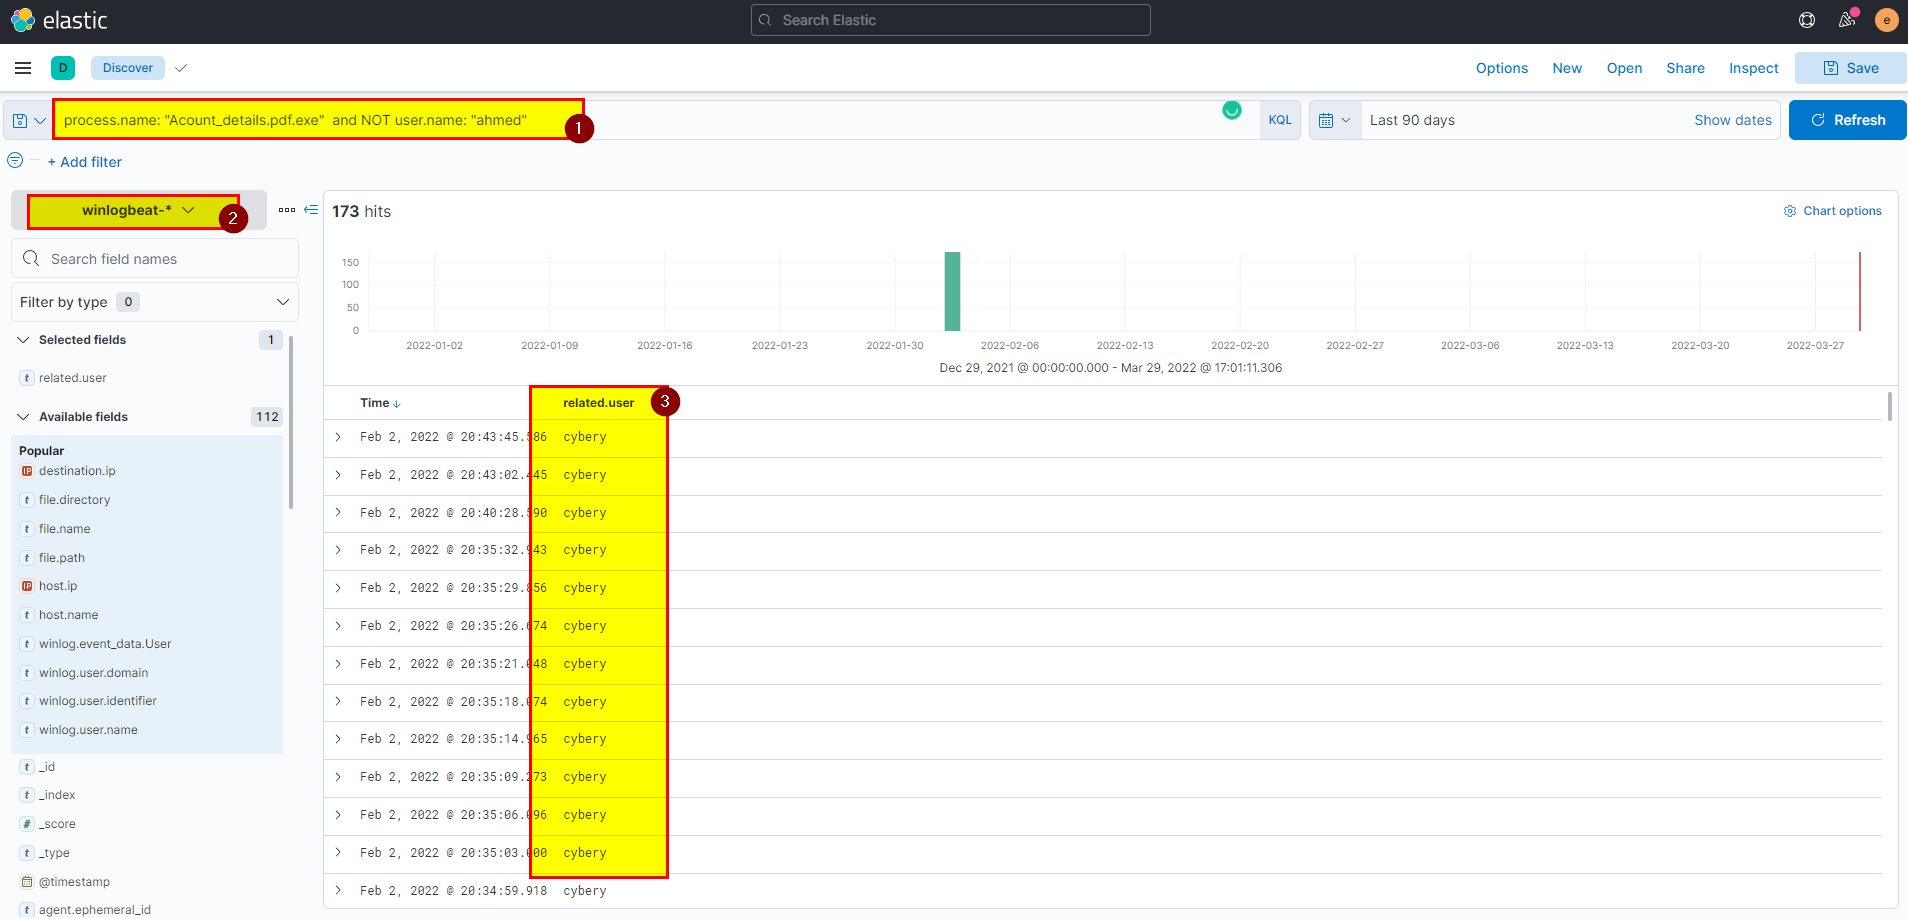 elastic
Search Elastic
e
D
Discover
Options
New
Open
Share
Inspect
Save
process.name: "Acount_details.pdf.exe" and NOT user.name: "ahmed"
1
KQL
Last 90 days
Show dates
Refresh
+ Add filter
winlogbeat-*
2
Search field names
Filter by type 0
Selected fields 1
t related.user
Available fields 112
Popular
IP destination.ip
t file.directory
t file.name
t file.path
IP host.ip
t host.name
t winlog.event_data.User
t winlog.user.domain
t winlog.user.identifier
t winlog.user.name
t _id
t _index
# _score
t _type
@timestamp
t agent.ephemeral_id
173 hits
Chart options
150
100
50
0
2022-01-02 2022-01-09 2022-01-16 2022-01-23 2022-01-30 2022-02-06 2022-02-13 2022-02-20 2022-02-27 2022-03-06 2022-03-13 2022-03-20 2022-03-27
Dec 29, 2021 @ 00:00:00.000 - Mar 29, 2022 @ 17:01:11.306
Time related.user
3
Feb 2, 2022 @ 20:43:45.586 cybery
Feb 2, 2022 @ 20:43:02.445 cybery
Feb 2, 2022 @ 20:40:28.590 cybery
Feb 2, 2022 @ 20:35:32.943 cybery
Feb 2, 2022 @ 20:35:29.856 cybery
Feb 2, 2022 @ 20:35:26.674 cybery
Feb 2, 2022 @ 20:35:21.048 cybery
Feb 2, 2022 @ 20:35:18.074 cybery
Feb 2, 2022 @ 20:35:14.965 cybery
Feb 2, 2022 @ 20:35:09.273 cybery
Feb 2, 2022 @ 20:35:06.096 cybery
Feb 2, 2022 @ 20:35:03.000 cybery
Feb 2, 2022 @ 20:34:59.918 cybery